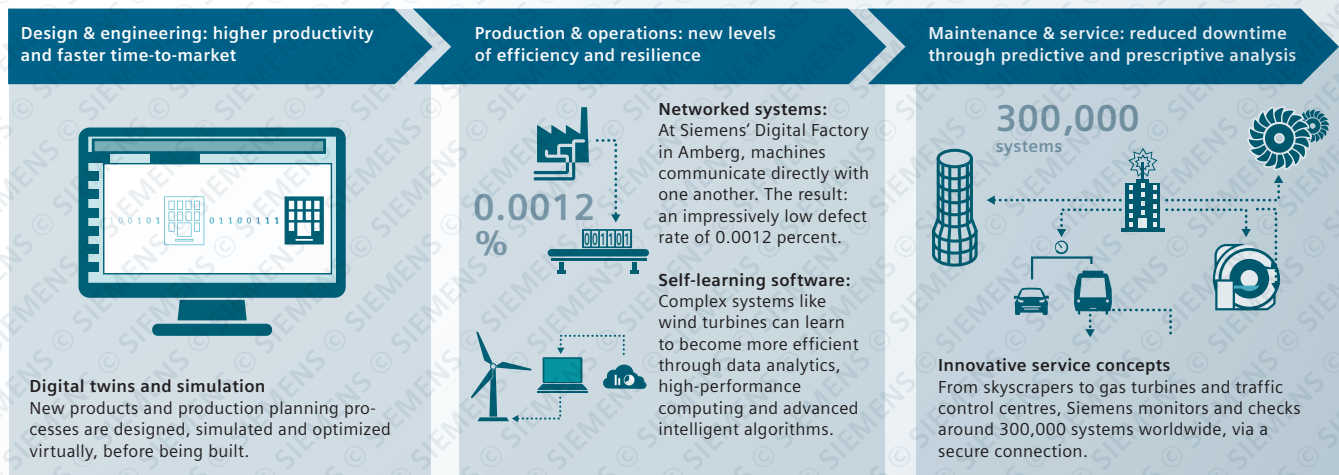 Design & engineering: higher productivity
and faster time-to-market
Production & operations: new levels
of efficiency and resilience
Maintenance & service: reduced downtime
through predictive and prescriptive analysis
100101
01100111
Digital twins and simulation
New products and production planning pro-
cesses are designed, simulated and optimized
virtually, before being built.
0.0012
%
001101
Networked systems:
At Siemens’ Digital Factory
in Amberg, machines
communicate directly with
one another. The result:
an impressively low defect
rate of 0.0012 percent.
Self-learning software:
Complex systems like
wind turbines can learn
to become more efficient
through data analytics,
high-performance
computing and advanced
intelligent algorithms.
300,000
systems
Innovative service concepts
From skyscrapers to gas turbines and traffic
control centres, Siemens monitors and checks
around 300,000 systems worldwide, via a
secure connection.
SIEMENS ©